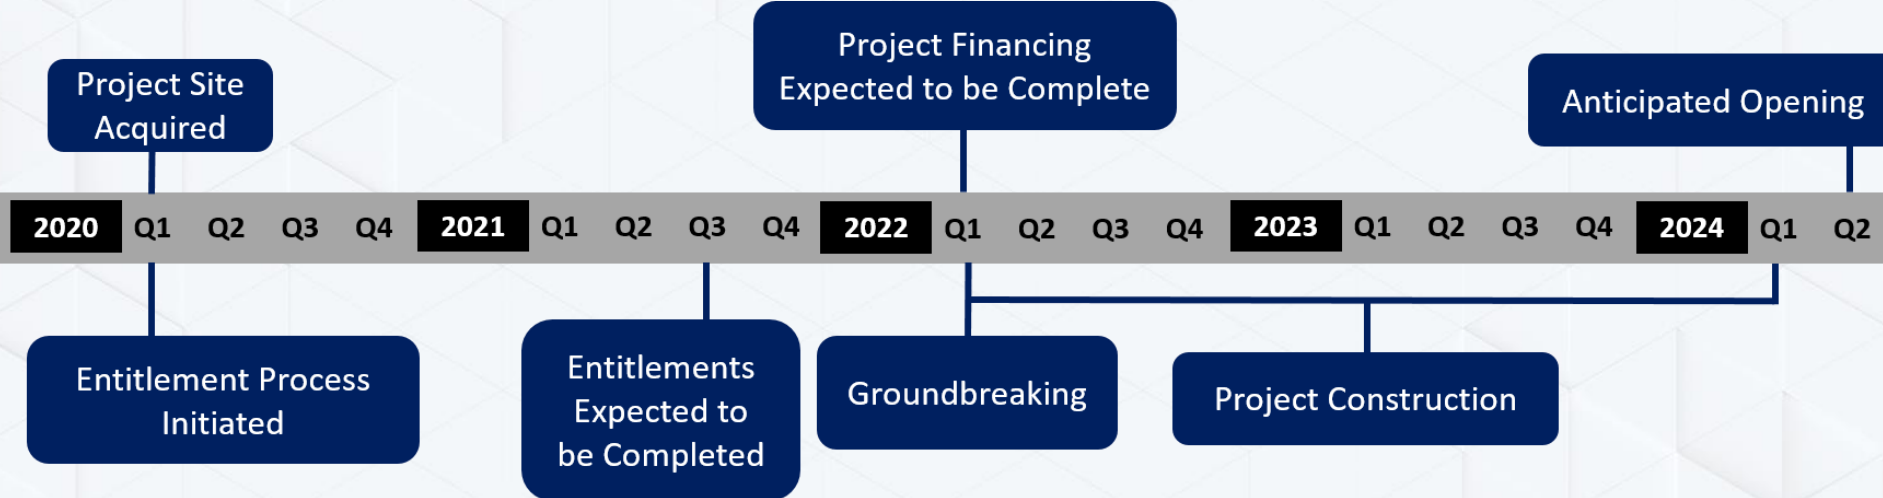 Project Site
Acquired
Project Financing
Expected to be Complete
Anticipated Opening
2020 Q1 Q2 Q3 Q4 2021 Q1 Q2 Q3 Q4 2022 Q1 Q2 Q3 Q4 2023 Q1 Q2 Q3 Q4 2024 Q1 Q2
Entitlement Process
Initiated
Entitlements
Expected to
be Completed
Groundbreaking
Project Construction